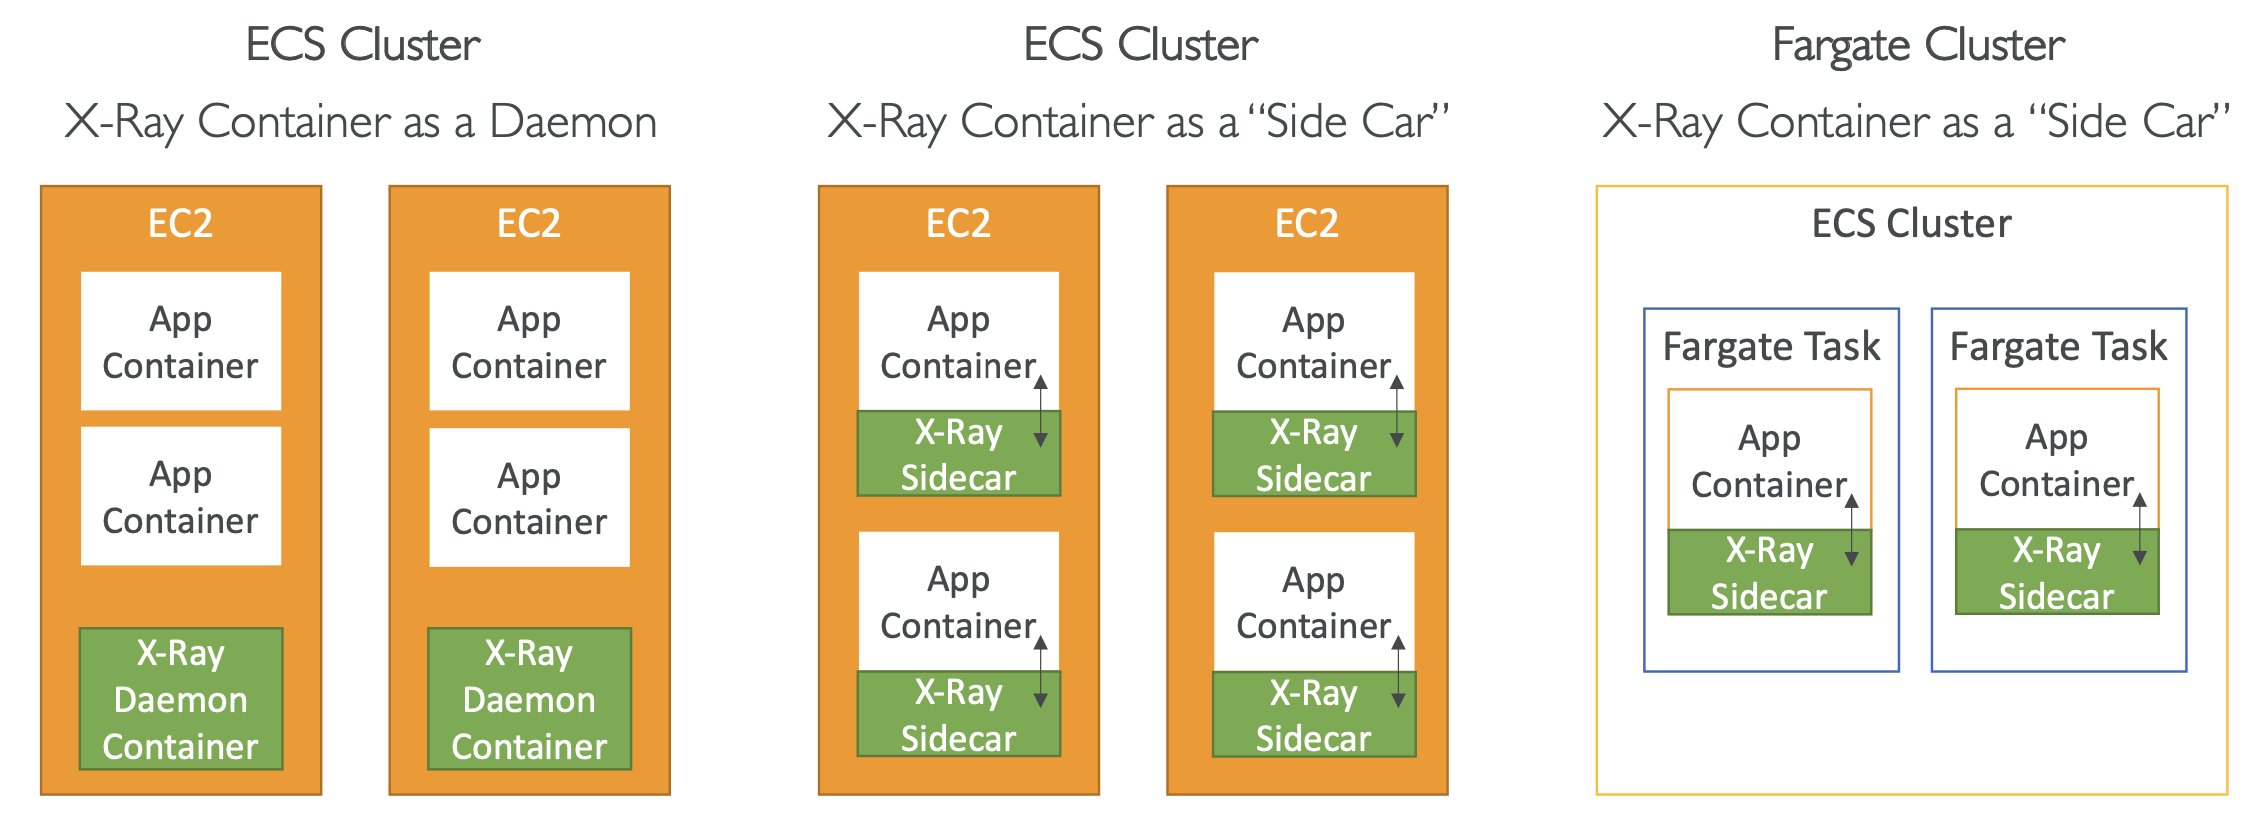 ECS Cluster
X-Ray Container as a Daemon
EC2
App
Container
App
Container
X-Ray
Daemon
Container
EC2
App
Container
App
Container
X-Ray
Daemon
Container
ECS Cluster
X-Ray Container as a “Side Car”
EC2
App
Container
X-Ray
Sidecar
App
Container
X-Ray
Sidecar
EC2
App
Container
X-Ray
Sidecar
App
Container
X-Ray
Sidecar
Fargate Cluster
X-Ray Container as a “Side Car”
ECS Cluster
Fargate Task
App
Container
X-Ray
Sidecar
Fargate Task
App
Container
X-Ray
Sidecar